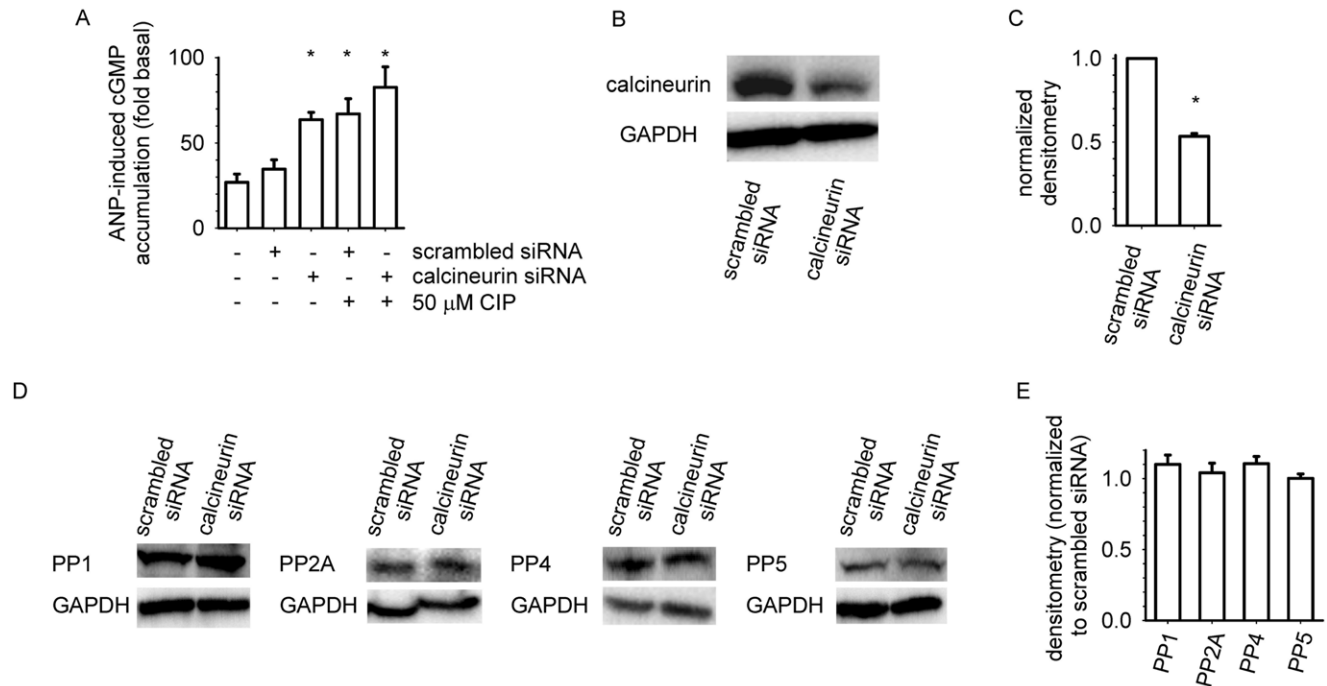 A
ANP-induced cGMP
accumulation (fold basal)
100
50
0
*
*
*
- + - + - scrambled siRNA
- - + - + calcineurin siRNA
- - - + + 50 μM CIP
B
calcineurin
GAPDH
scrambled
siRNA
calcineurin
siRNA
C
normalized
densitometry
1.0
0.5
0.0
*
scrambled
siRNA
calcineurin
siRNA
D
scrambled
siRNA
calcineurin
siRNA
PP1
GAPDH
scrambled
siRNA
calcineurin
siRNA
PP2A
GAPDH
scrambled
siRNA
calcineurin
siRNA
PP4
GAPDH
scrambled
siRNA
calcineurin
siRNA
PP5
GAPDH
E
densitometry (normalized
to scrambled siRNA)
1.0
1.0
0.0
PP1
PP2A
PP4
PP5